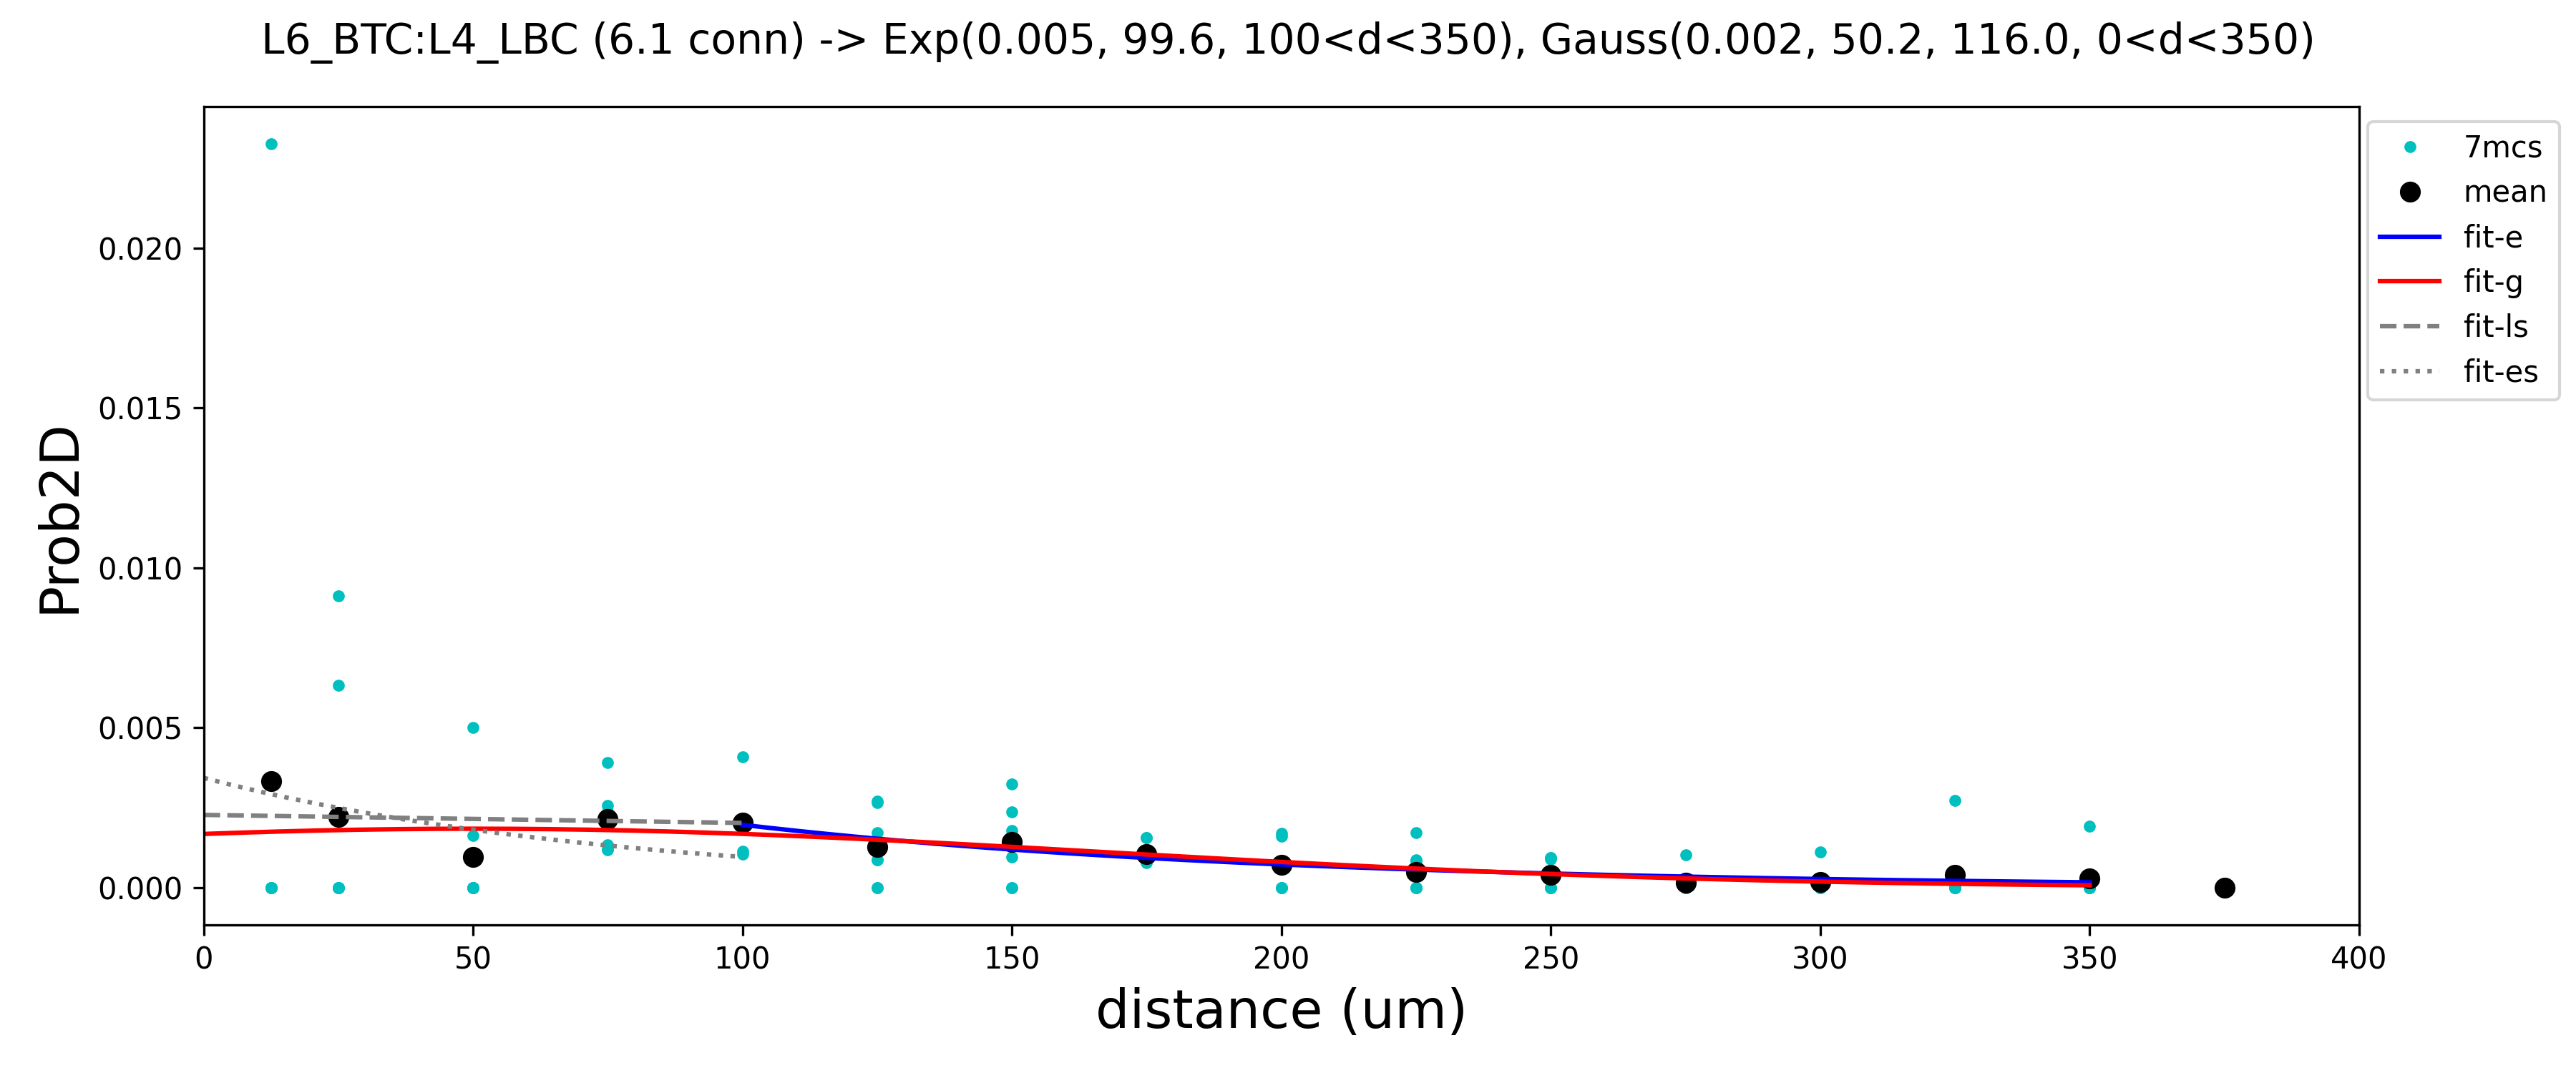 L6_BTC:L4_LBC (6.1 conn) -> Exp(0.005, 99.6, 100<d<350), Gauss(0.002, 50.2, 116.0, 0<d<350)
7mcs
mean
fit-e
fit-g
fit-ls
fit-es
Prob2D
0.020
0.015
0.010
0.005
0.000
0 50 100 150 200 250 300 350 400
distance (um)